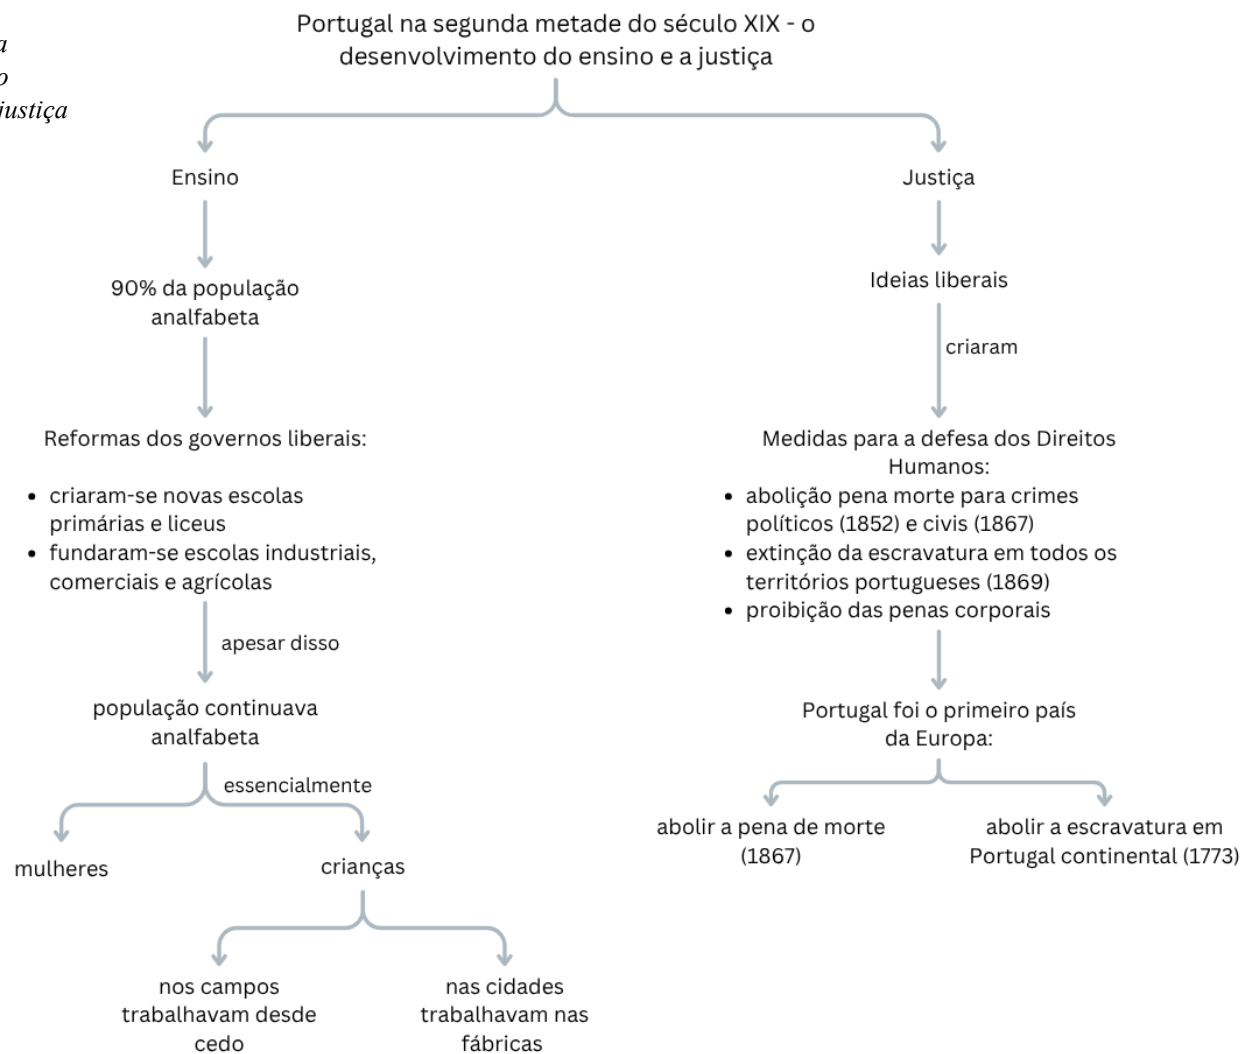 a
o
justiça
Portugal na segunda metade do século XIX - o
desenvolvimento do ensino e a justiça
Ensino
90% da população
analfabeta
Reformas dos governos liberais:
• criaram-se novas escolas
primárias e liceus
• fundaram-se escolas industriais,
comerciais e agrícolas
apesar disso
população continuava
analfabeta
essencialmente
mulheres
crianças
nos campos
trabalhavam desde
cedo
nas cidades
trabalhavam nas
fábricas
Justiça
Ideias liberais
criaram
Medidas para a defesa dos Direitos
Humanos:
• abolição pena morte para crimes
políticos (1852) e civis (1867)
• extinção da escravatura em todos os
territórios portugueses (1869)
• proibição das penas corporais
Portugal foi o primeiro país
da Europa:
abolir a pena de morte
(1867)
abolir a escravatura em
Portugal continental (1773)